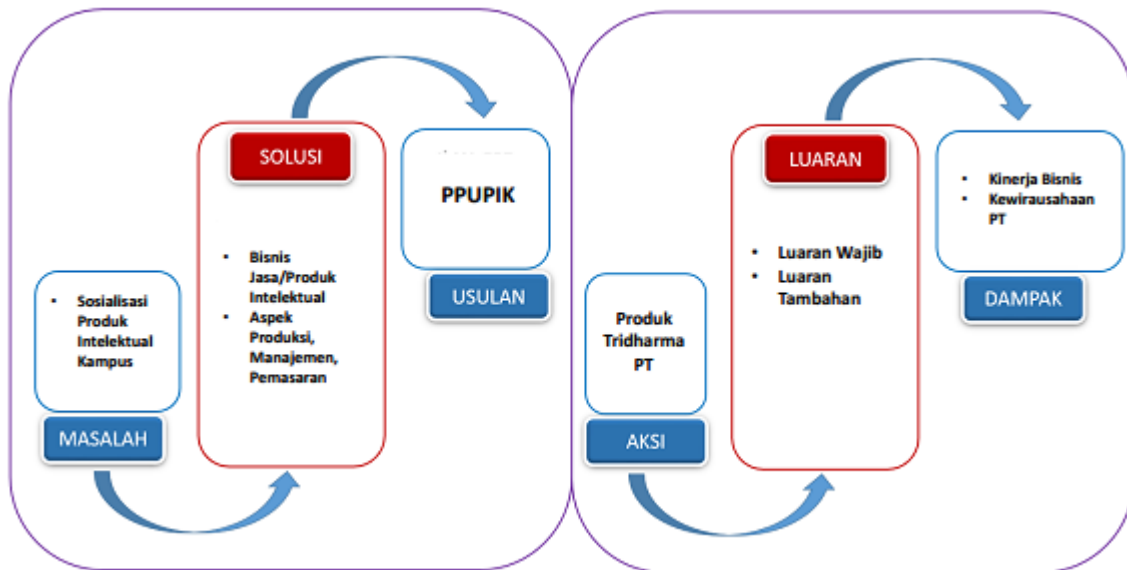 SOLUSI
• Bisnis
Jasa/Produk
Intelektual
• Aspek
Produksi,
Manajemen,
Pemasaran
PPUPIK
USULAN
• Sosialisasi
Produk
Intelektual
Kampus
MASALAH
LUARAN
• Luaran Wajib
• Luaran
Tambahan
• Kinerja Bisnis
• Kewirausahaan
PT
DAMPAK
Produk
Tridharma
PT
AKSI